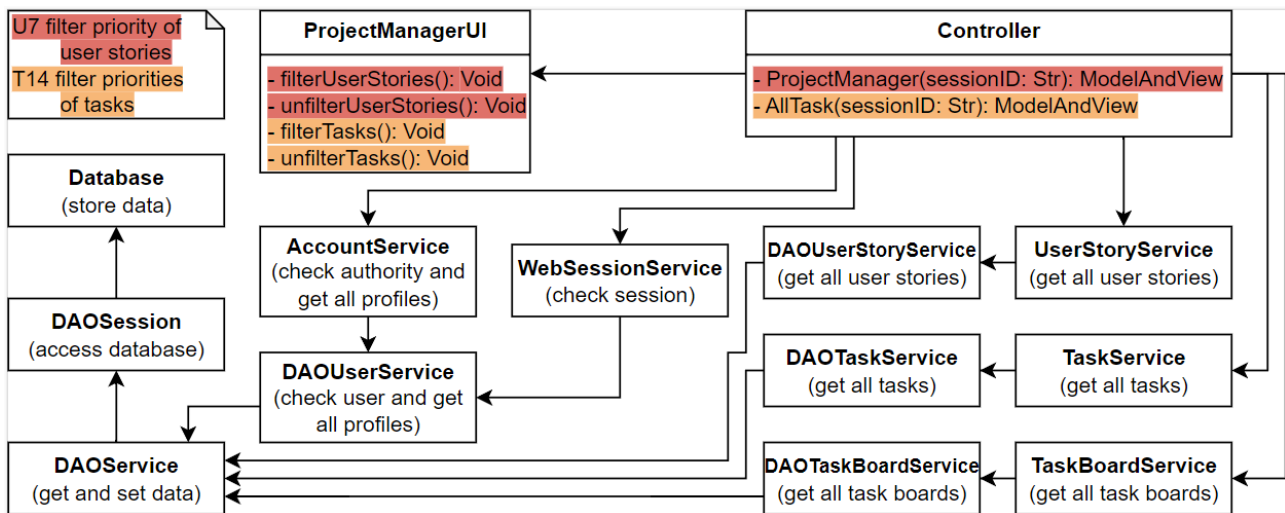 U7 filter priority of
user stories
T14 filter priorities
of tasks
ProjectManagerUI
- filterUserStories(): Void
- unfilterUserStories(): Void
- filterTasks(): Void
- unfilterTasks(): Void
Controller
- ProjectManager(sessionID: Str): ModelAndView
- AllTask(sessionID: Str): ModelAndView
Database
(store data)
AccountService
(check authority and
get all profiles)
WebSessionService
(check session)
DAOUserStoryService
(get all user stories)
UserStoryService
(get all user stories)
DAOSession
(access database)
DAOUserService
(check user and get
all profiles)
DAOTaskService
(get all tasks)
TaskService
(get all tasks)
DAOService
(get and set data)
DAOTaskBoardService
(get all task boards)
TaskBoardService
(get all task boards)